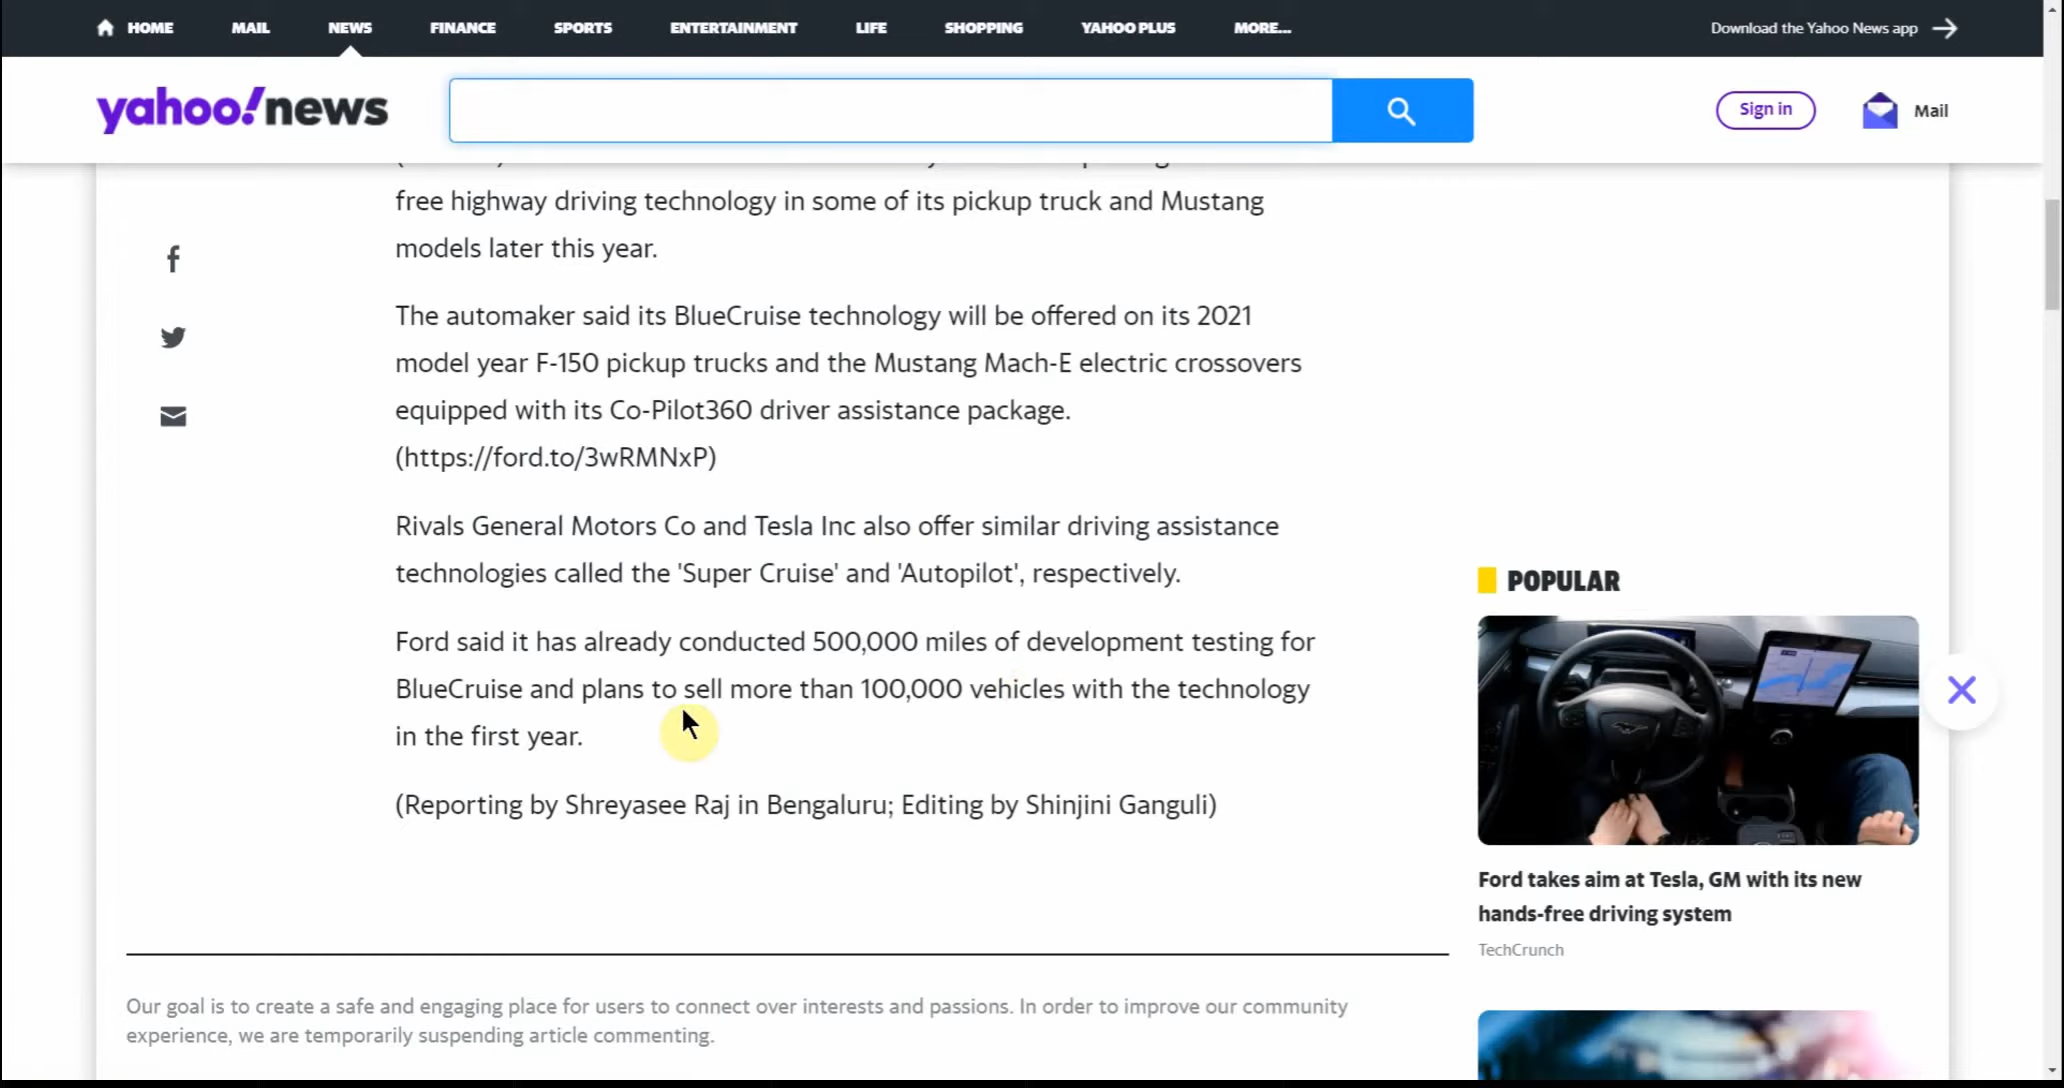 HOME MAIL NEWS FINANCE SPORTS ENTERTAINMENT LIFE SHOPPING YAHOO PLUS MORE... Download the Yahoo News app
yahoo!news Sign in Mail
free highway driving technology in some of its pickup truck and Mustang
models later this year.
The automaker said its BlueCruise technology will be offered on its 2021
model year F-150 pickup trucks and the Mustang Mach-E electric crossovers
equipped with its Co-Pilot360 driver assistance package.
(https://ford.to/3wRMNxP)
Rivals General Motors Co and Tesla Inc also offer similar driving assistance
technologies called the 'Super Cruise' and 'Autopilot', respectively.
Ford said it has already conducted 500,000 miles of development testing for
BlueCruise and plans to sell more than 100,000 vehicles with the technology
in the first year.
(Reporting by Shreyasee Raj in Bengaluru; Editing by Shinjini Ganguli)
POPULAR
Ford takes aim at Tesla, GM with its new
hands-free driving system
TechCrunch
Our goal is to create a safe and engaging place for users to connect over interests and passions. In order to improve our community
experience, we are temporarily suspending article commenting.